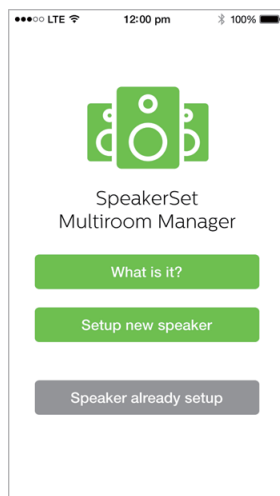 LTE 12:00 pm 100%
SpeakerSet
Multiroom Manager
What is it?
Setup new speaker
Speaker already setup